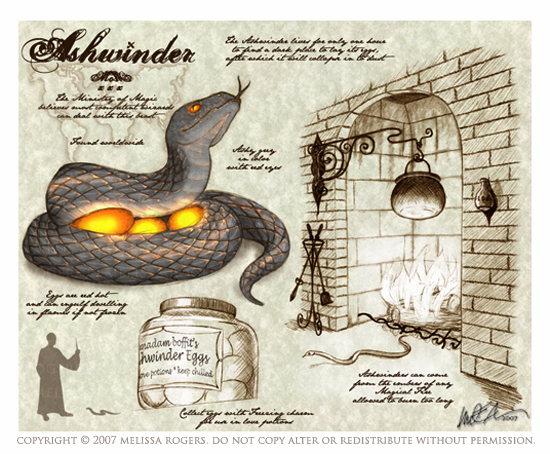 Ashwinder
xxx
The Ashwinder lives for only one hour
to find a dark place to lay its eggs,
after which it will collapse in to dust
The Ministry of Magic
believes most competent wizards
can deal with this beast
Found worldwide
Ashy grey
in color
with red eyes
Eggs are red hot
and can engulf dwelling
in flames if not frozen
madam boffit's
hwinder Eggs
ove potions * keep chilled
Collect eggs with Freezing charm
for use in love potions
Ashwinders can come
from the embres of any
Magical Fire
allowed to burn too long
2007
COPYRIGHT © 2007 MELISSA ROGERS. DO NOT COPY ALTER OR REDISTRIBUTE WITHOUT PERMISSION.